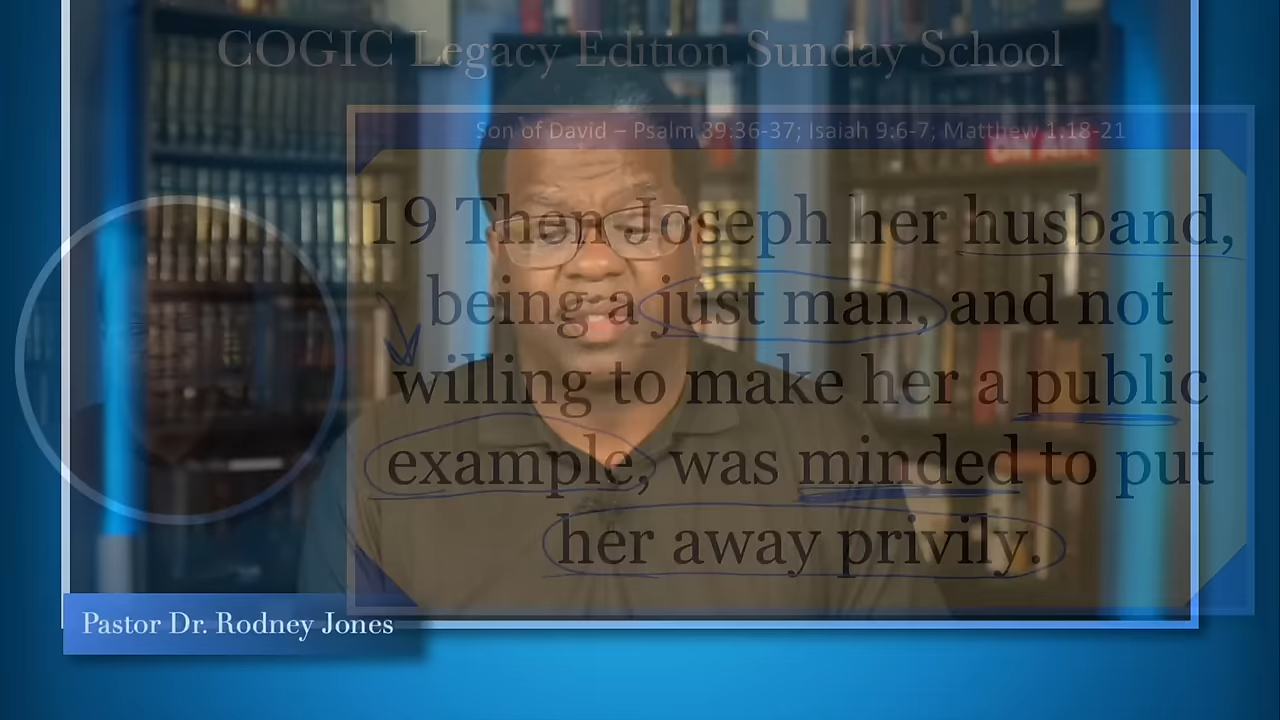 COGIC Legacy Edition Sunday School
Son of David – Psalm 39:36-37; Isaiah 9:6-7; Matthew 1:18-21
ON AIR
19 Then Joseph her husband,
being a just man, and not
willing to make her a public
example, was minded to put
her away privily.
Pastor Dr. Rodney Jones